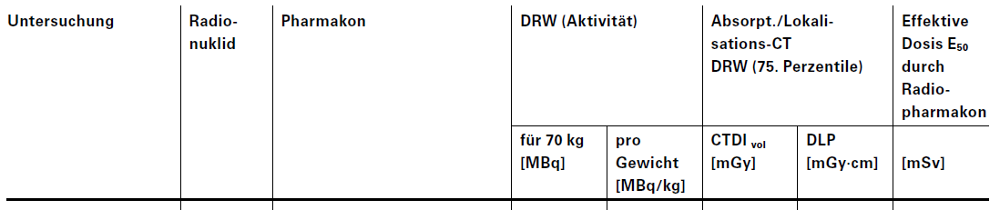 Untersuchung
Radio-
nuklid
Pharmakon
DRW (Aktivität)
Absorpt./Lokali-
sations-CT
DRW (75. Perzentile)
Effektive
Dosis E50
durch
Radio-
pharmakon
für 70 kg
[MBq]
pro
Gewicht
[MBq/kg]
CTDI vol
[mGy]
DLP
[mGy·cm]
[mSv]